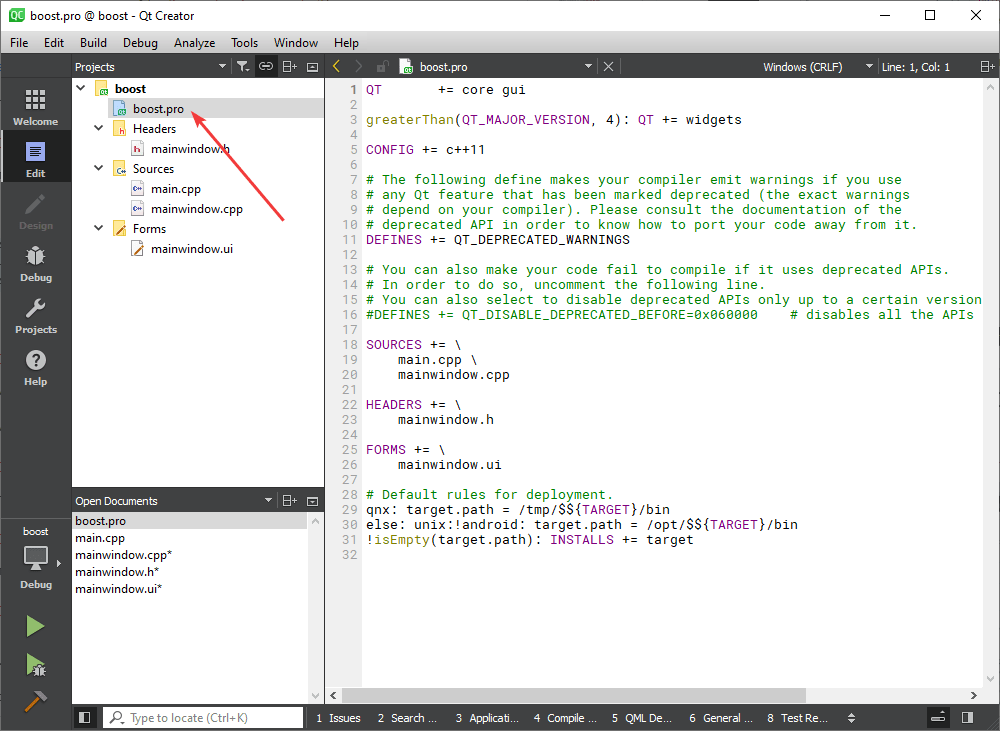 boost.pro @ boost - Qt Creator
File Edit Build Debug Analyze Tools Window Help
Projects
boost.pro
Windows (CRLF)
Line: 1, Col: 1
Welcome
Edit
Design
Debug
Projects
Help
boost
Debug
boost
boost.pro
Headers
mainwindow.h
Sources
main.cpp
mainwindow.cpp
Forms
mainwindow.ui
Open Documents
boost.pro
main.cpp
mainwindow.cpp*
mainwindow.h*
mainwindow.ui*
1 QT       += core gui
2
3 greaterThan(QT_MAJOR_VERSION, 4): QT += widgets
4
5 CONFIG += c++11
6
7 # The following define makes your compiler emit warnings if you use
8 # any Qt feature that has been marked deprecated (the exact warnings
9 # depend on your compiler). Please consult the documentation of the
10 # deprecated API in order to know how to port your code away from it.
11 DEFINES += QT_DEPRECATED_WARNINGS
12
13 # You can also make your code fail to compile if it uses deprecated APIs.
14 # In order to do so, uncomment the following line.
15 # You can also select to disable deprecated APIs only up to a certain version
16 #DEFINES += QT_DISABLE_DEPRECATED_BEFORE=0x060000    # disables all the APIs
17
18 SOURCES += \
19     main.cpp \
20     mainwindow.cpp
21
22 HEADERS += \
23     mainwindow.h
24
25 FORMS += \
26     mainwindow.ui
27
28 # Default rules for deployment.
29 qnx: target.path = /tmp/$${TARGET}/bin
30 else: unix:!android: target.path = /opt/$${TARGET}/bin
31 !isEmpty(target.path): INSTALLS += target
32
Type to locate (Ctrl+K)
1 Issues
2 Search ...
3 Applicati...
4 Compile ...
5 QML De...
6 General ...
8 Test Re...